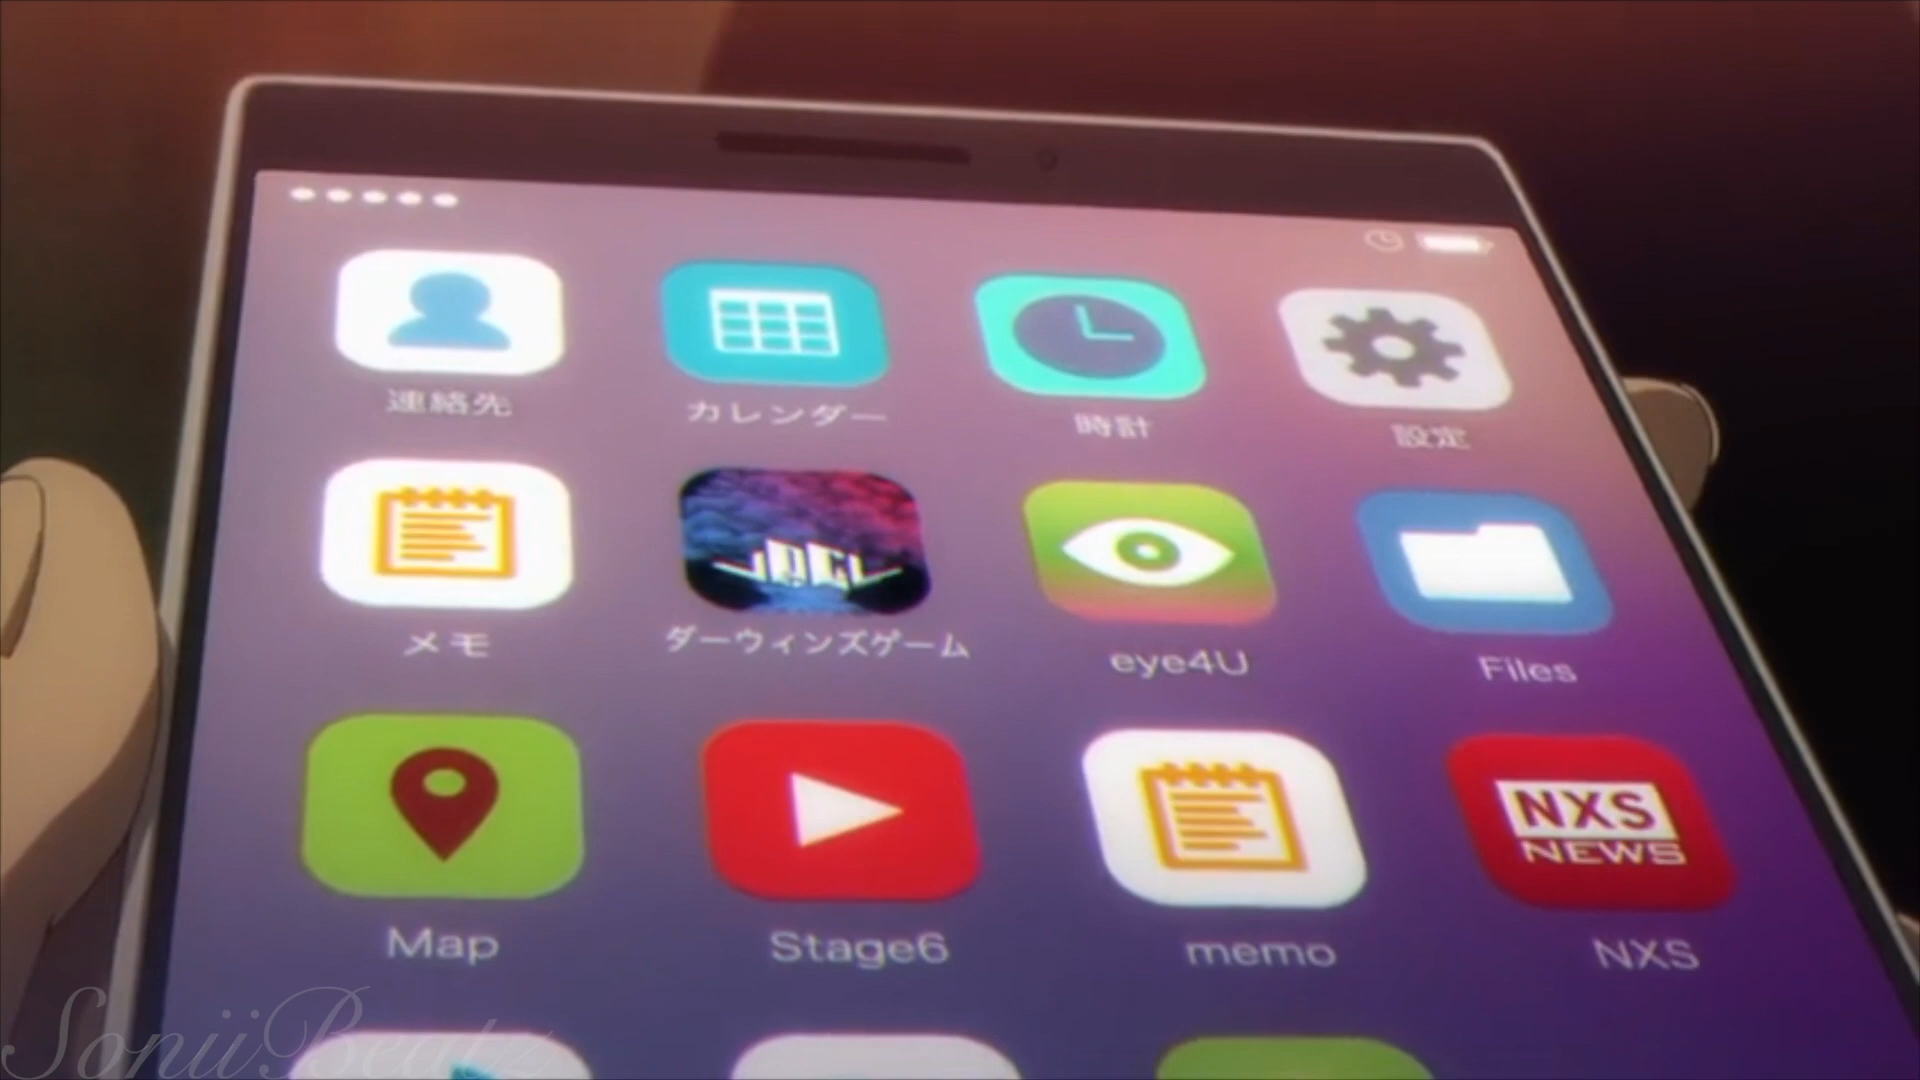 連絡先
カレンダー
時計
設定
メモ
ダーウィンズゲーム
eye4U
Files
NXS
NEWS
Map
Stage6
memo
NXS
SoniiBeatz